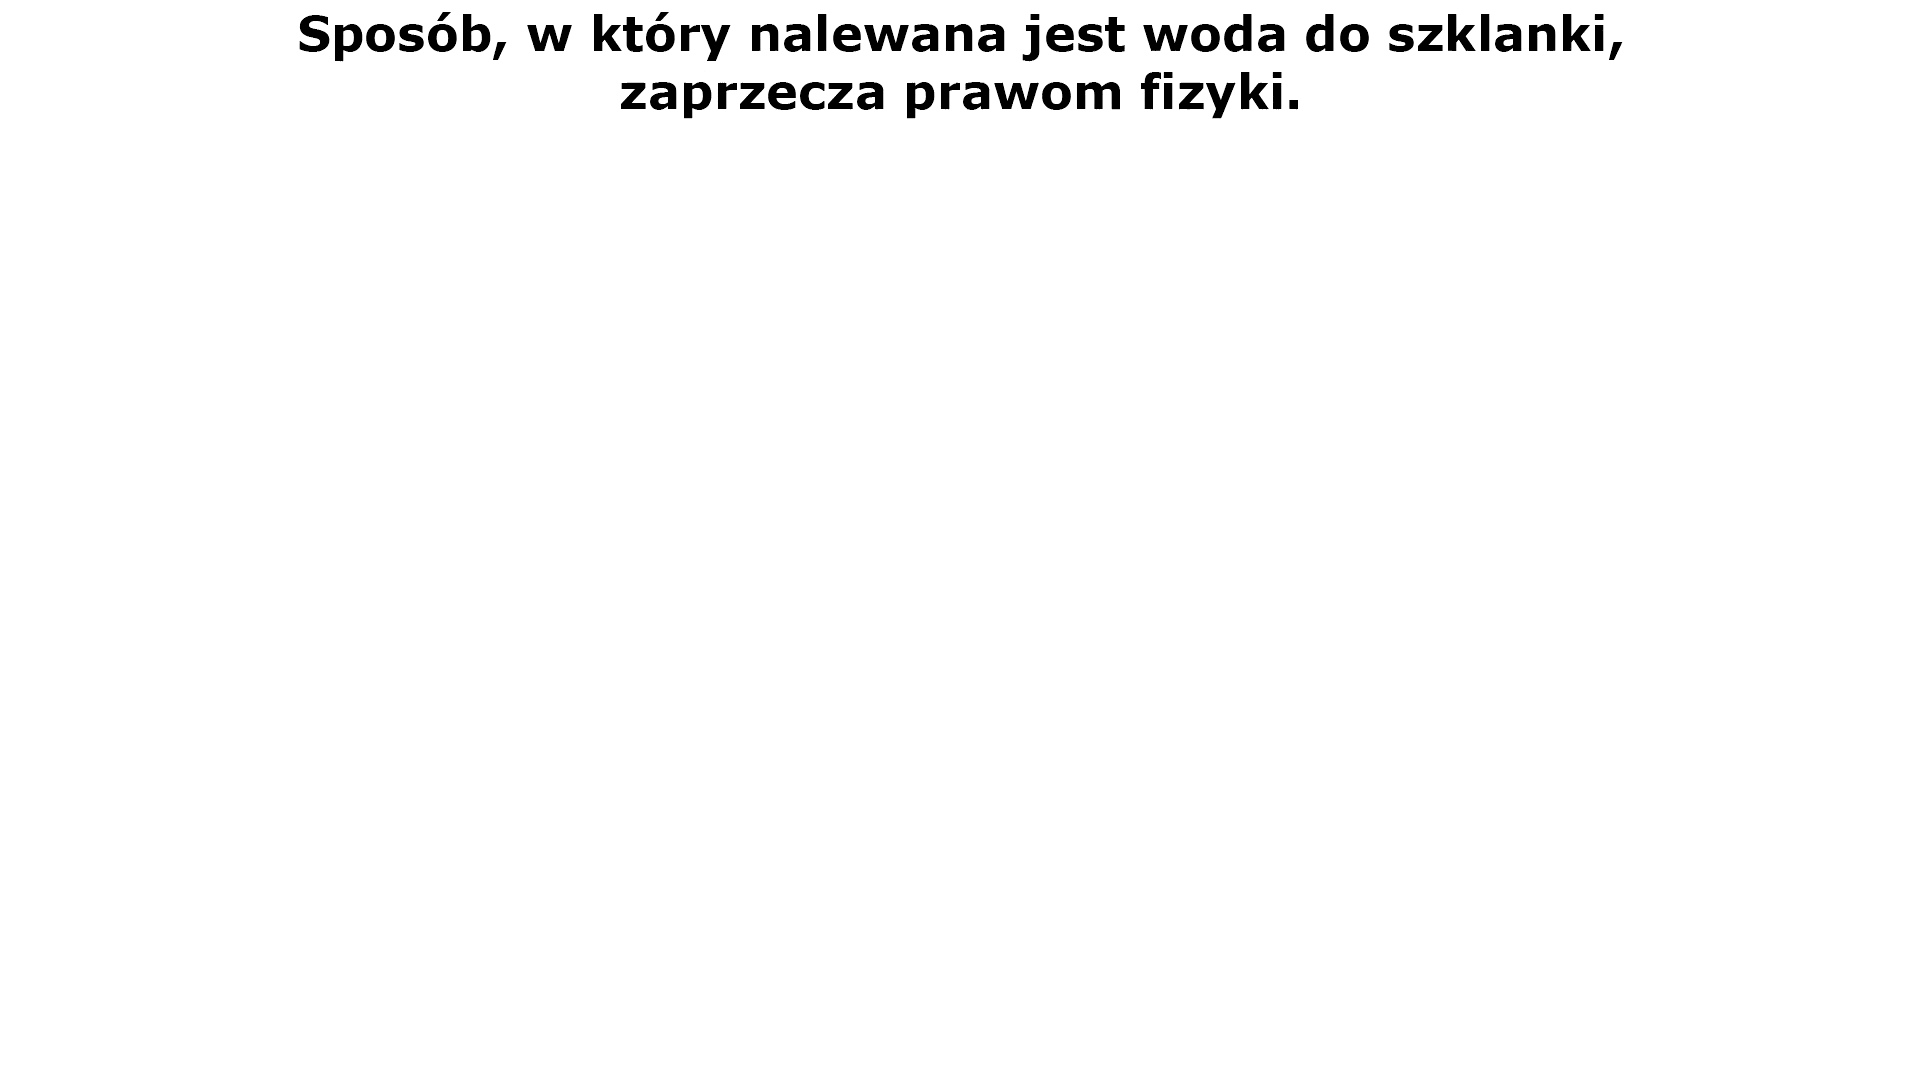 Sposób, w który nalewana jest woda do szklanki,
zaprzecza prawom fizyki.